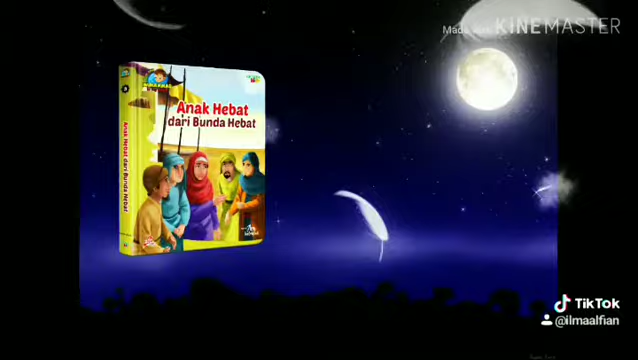 Made with KINEMASTER
Anak Hebat
dari Bunda Hebat
Anak Hebat dari Bunda Hebat
TikTok
@ilmaalfian